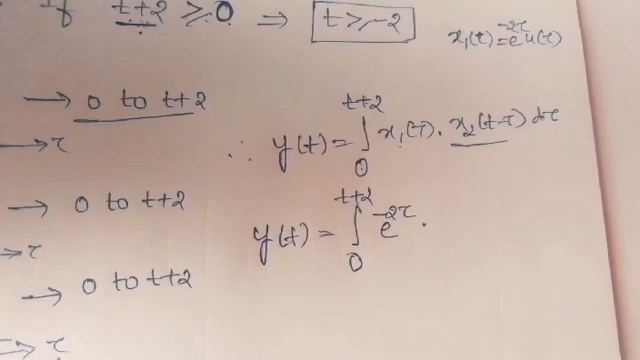 If t+2 ≥ 0 ⇒ t ≥ -2
x₁(τ) = e^{-2τ} u(τ)
→ 0 to t+2
→ τ
∴ y(t) = ∫₀^{t+2} x₁(τ) · x₂(t-τ) dτ
→ 0 to t+2
y(t) = ∫₀^{t+2} e^{-2τ} ·
→ τ
→ 0 to t+2
→ τ